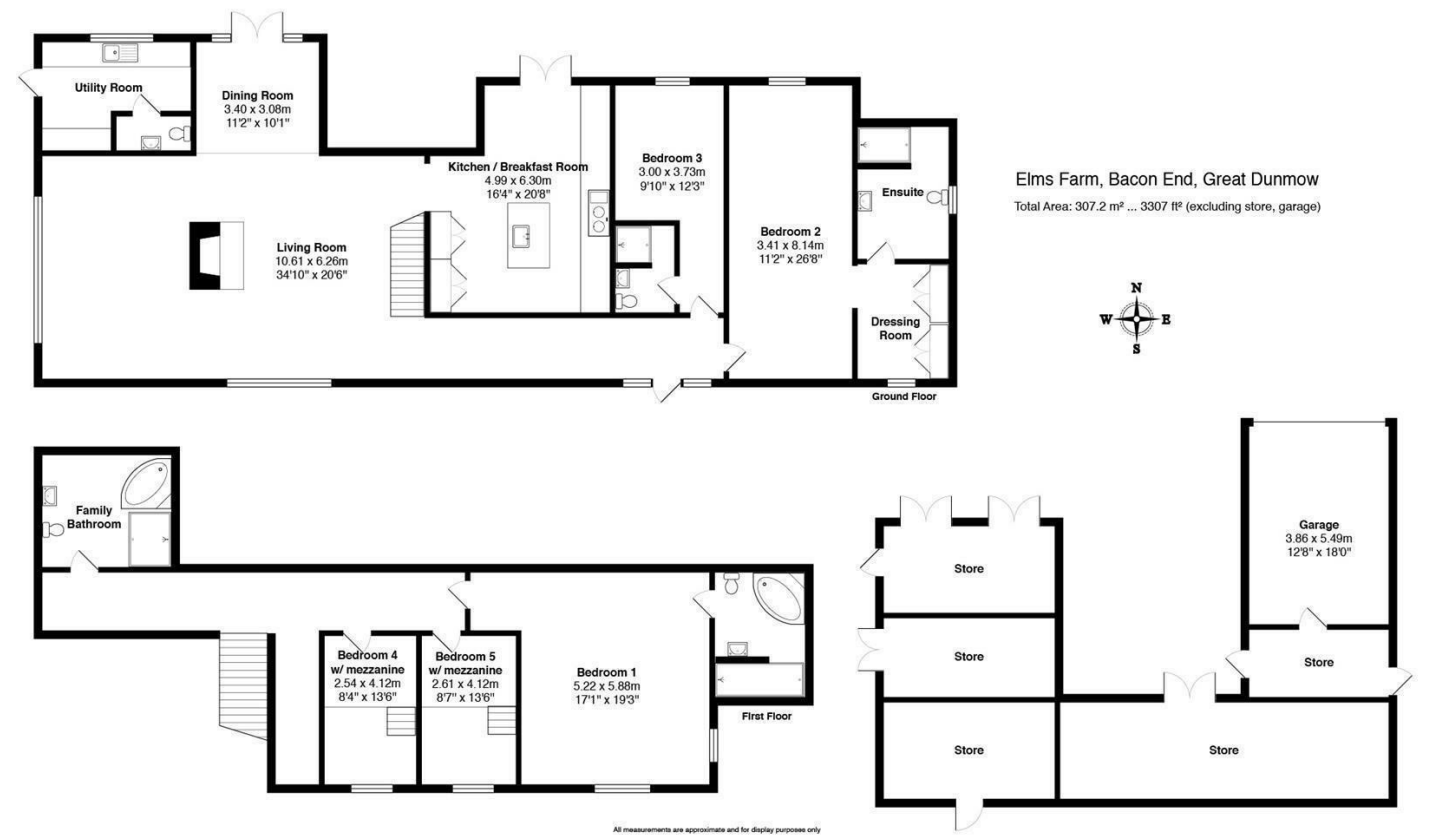 Utility Room
Dining Room
3.40 x 3.08m
11'2" x 10'1"
Kitchen / Breakfast Room
4.99 x 6.30m
16'4" x 20'8"
Bedroom 3
3.00 x 3.73m
9'10" x 12'3"
Living Room
10.61 x 6.26m
34'10" x 20'6"
Bedroom 2
3.41 x 8.14m
11'2" x 26'8"
Ensuite
Dressing
Room
Ground Floor
Elms Farm, Bacon End, Great Dunmow
Total Area: 307.2 m² ... 3307 ft² (excluding store, garage)
N
W E
S
Family
Bathroom
Bedroom 4
w/ mezzanine
2.54 x 4.12m
8'4" x 13'6"
Bedroom 5
w/ mezzanine
2.61 x 4.12m
8'7" x 13'6"
Bedroom 1
5.22 x 5.88m
17'1" x 19'3"
First Floor
Garage
3.86 x 5.49m
12'8" x 18'0"
Store
Store
Store
Store
Store
All measurements are approximate and for display purposes only